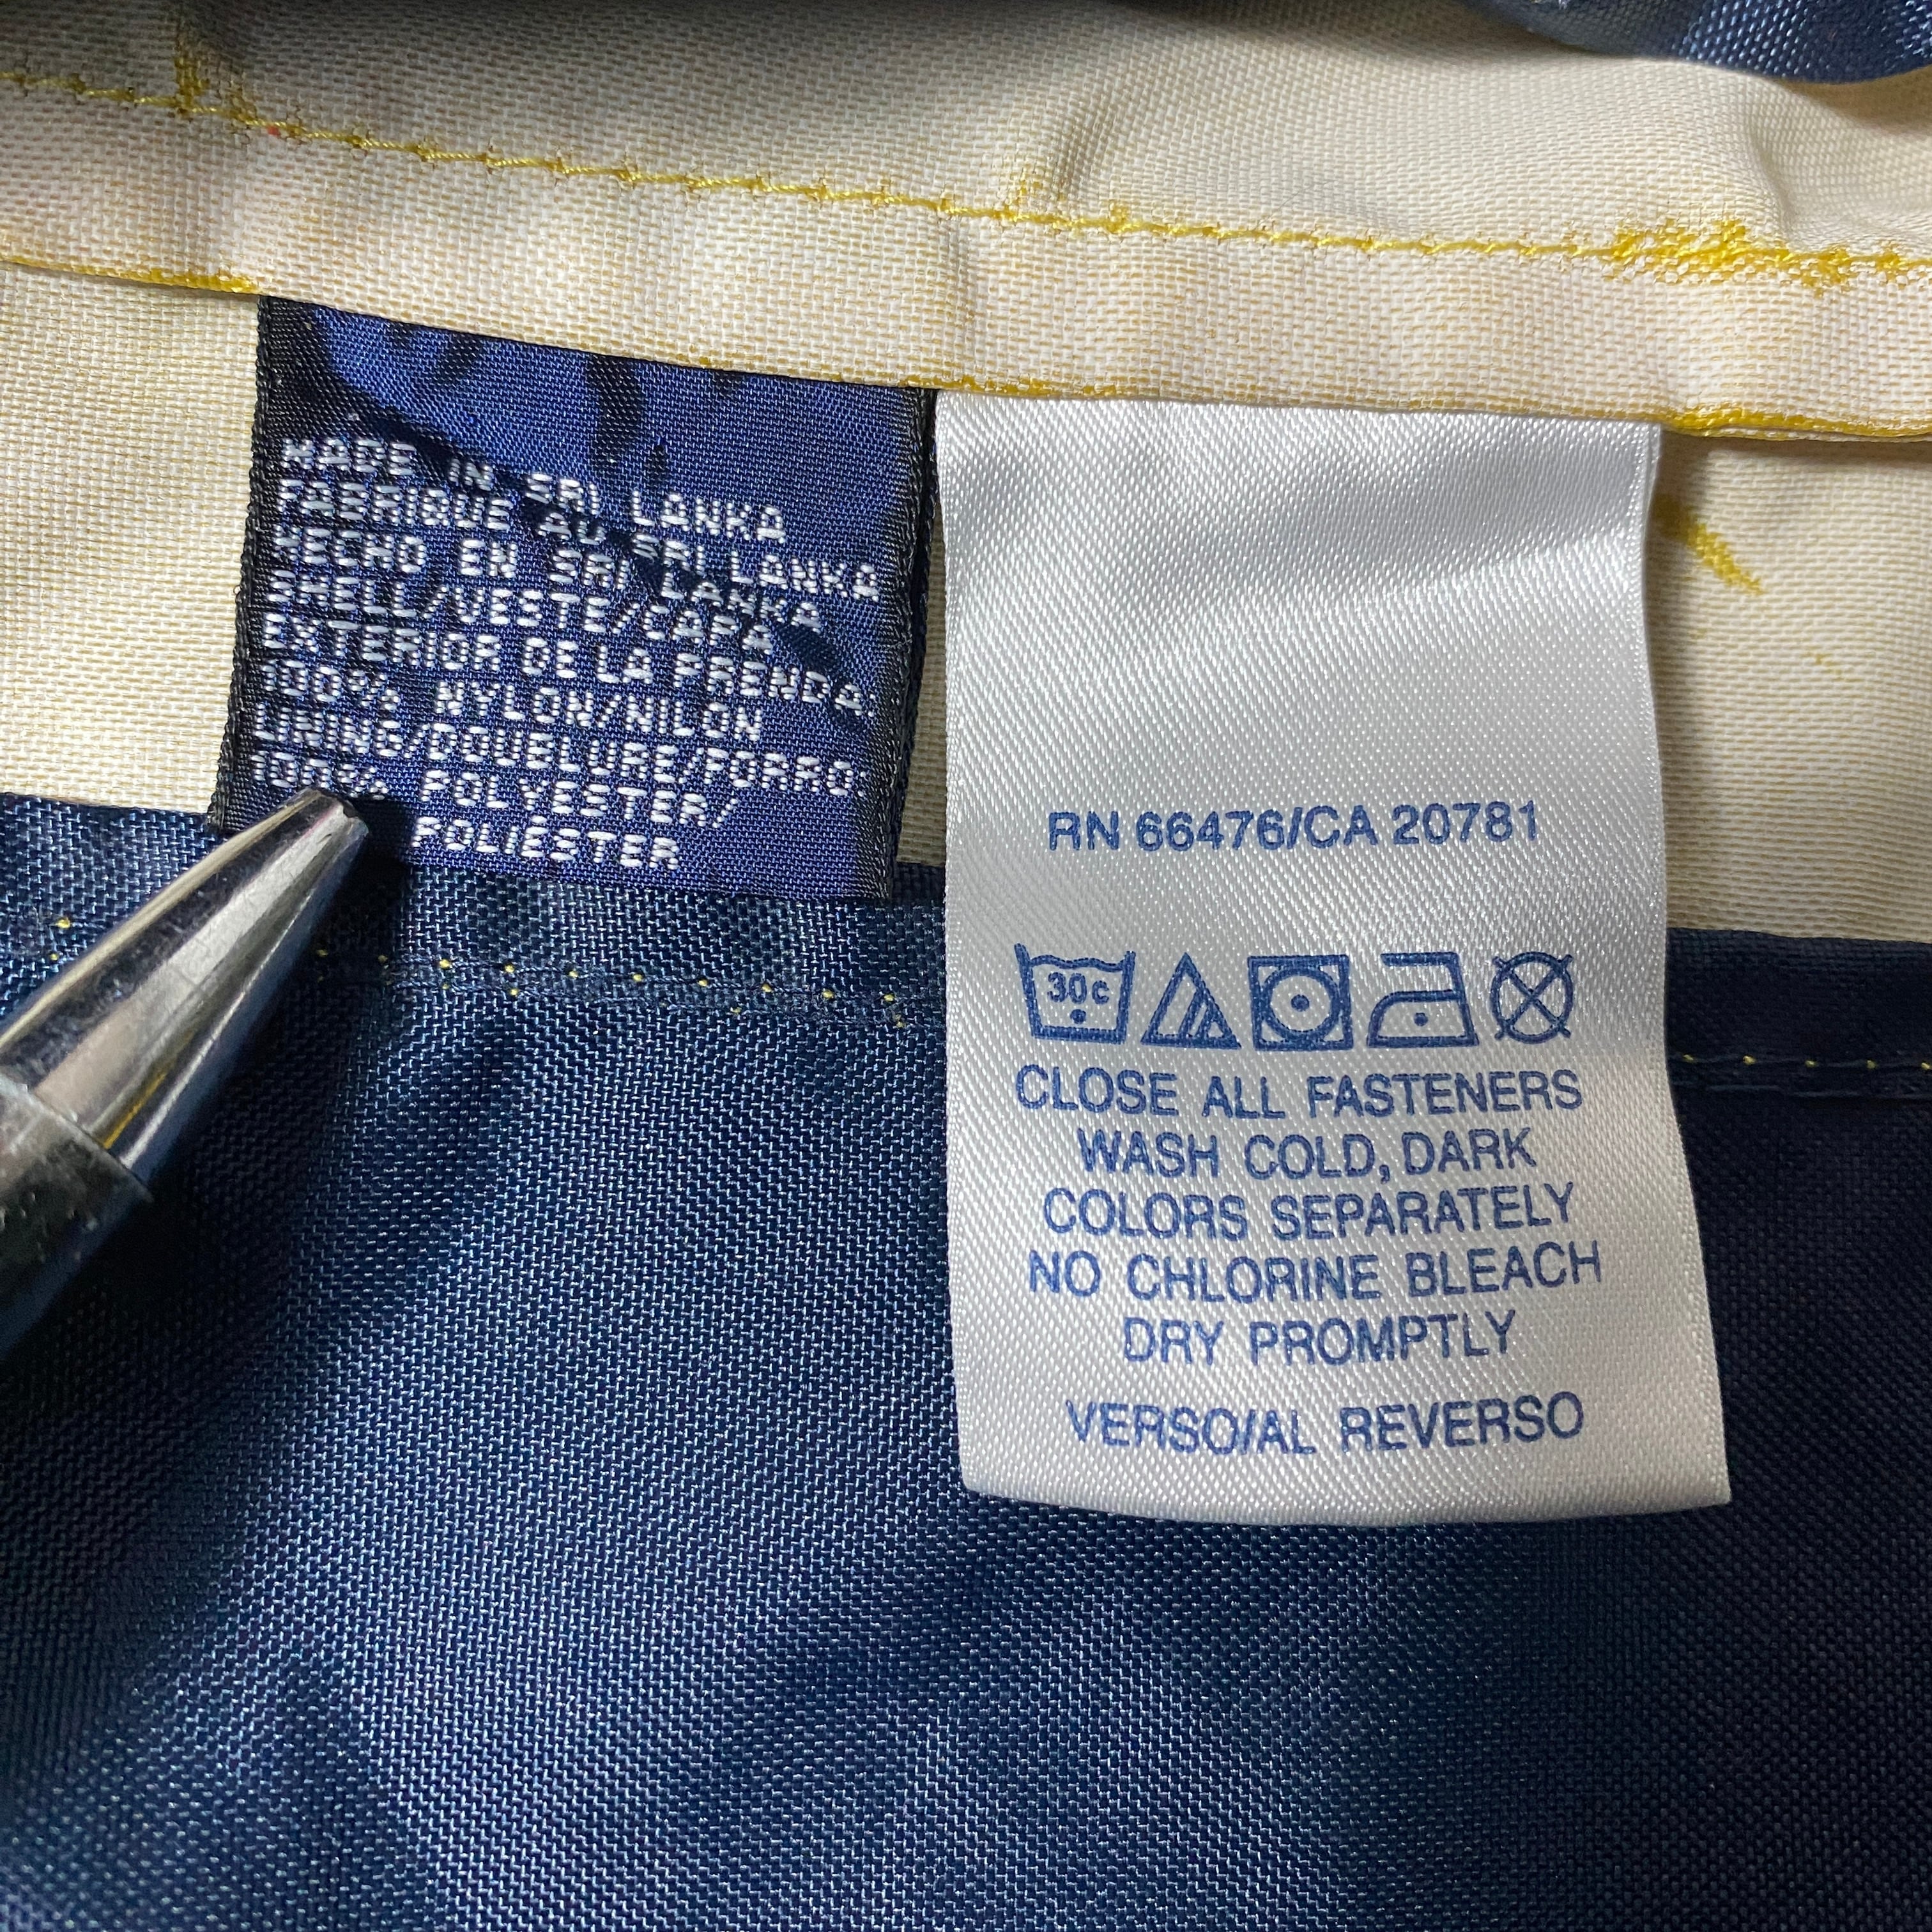 MADE IN SRI LANKA
FABRIQUE AU SRI LANKA
HECHO EN SRI LANKA
SHELL/VESTE/CAPA
EXTERIOR DE LA PRENDA:
100% NYLON/NILON
LINING/DOUBLURE/FORRO:
100% POLYESTER/
POLIESTER
RN 66476/CA 20781
30c
CLOSE ALL FASTENERS
WASH COLD, DARK
COLORS SEPARATELY
NO CHLORINE BLEACH
DRY PROMPTLY
VERSO/AL REVERSO